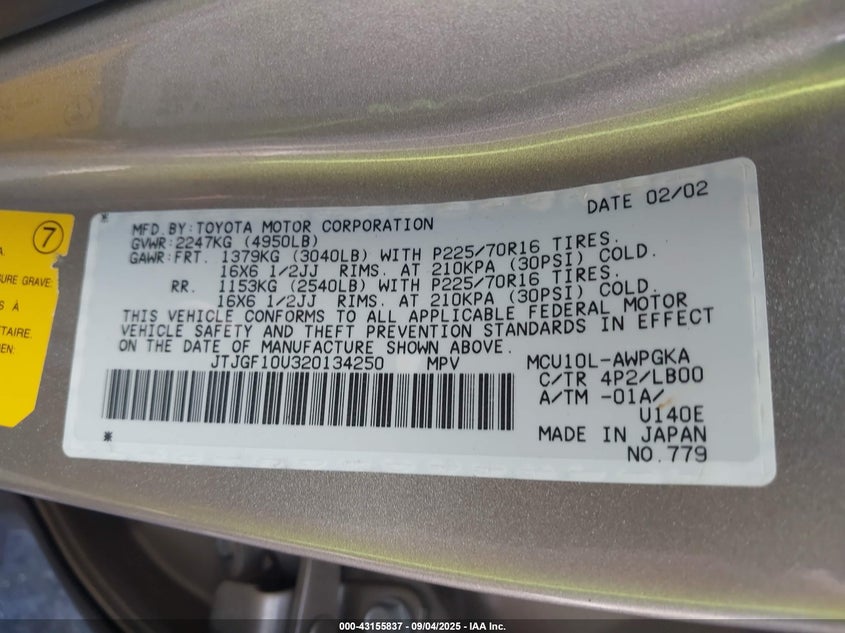 DATE 02/02
MFD. BY: TOYOTA MOTOR CORPORATION
GVWR: 2247KG (4950LB)
GAWR: FRT. 1379KG (3040LB) WITH P225/70R16 TIRES.
16X6 1/2JJ RIMS. AT 210KPA (30PSI) COLD.
RR. 1153KG (2540LB) WITH P225/70R16 TIRES.
16X6 1/2JJ RIMS. AT 210KPA (30PSI) COLD.
THIS VEHICLE CONFORMS TO ALL APPLICABLE FEDERAL MOTOR
VEHICLE SAFETY AND THEFT PREVENTION STANDARDS IN EFFECT
ON THE DATE OF MANUFACTURE SHOWN ABOVE.
JTJGF10U320134250 MPV MCU10L-AWPGKA
C/TR 4P2/LB00
A/TM -01A/
U140E
MADE IN JAPAN
NO. 779
7
URE GRAVE:
S À
TTAIRE.
EN:
000-43155837 - 09/04/2025 - IAA Inc.